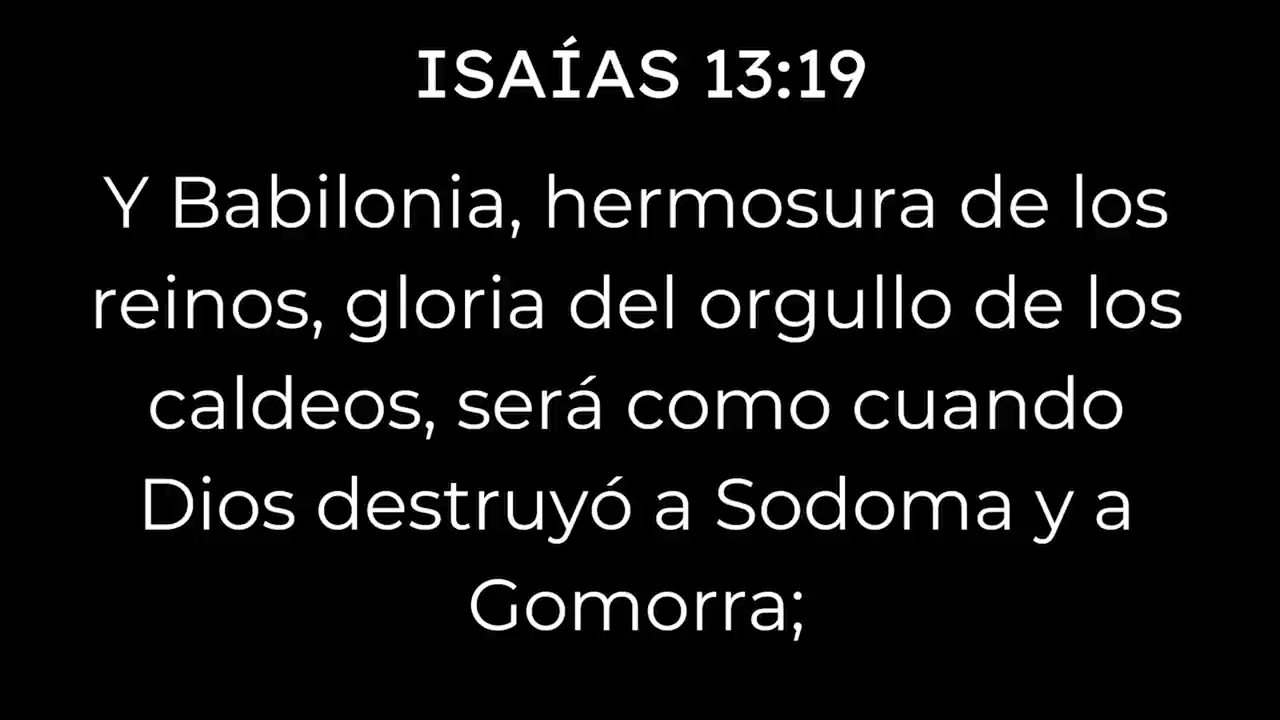 ISAÍAS 13:19
Y Babilonia, hermosura de los
reinos, gloria del orgullo de los
caldeos, será como cuando
Dios destruyó a Sodoma y a
Gomorra;